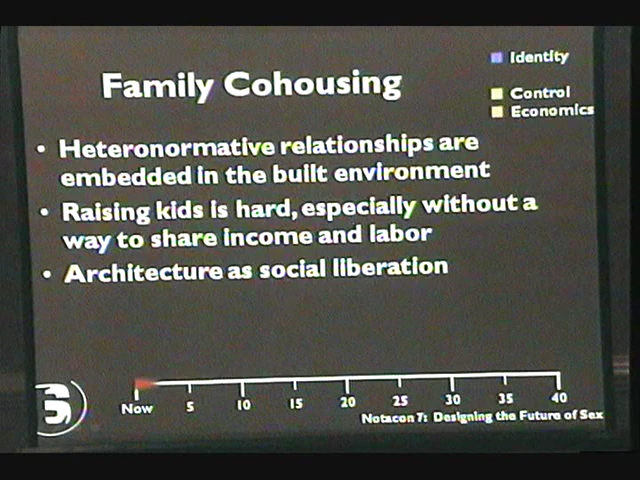 Family Cohousing
Identity
Control
Economics
• Heteronormative relationships are
embedded in the built environment
• Raising kids is hard, especially without a
way to share income and labor
• Architecture as social liberation
Now 5 10 15 20 25 30 35 40
Notacon 7: Designing the Future of Sex